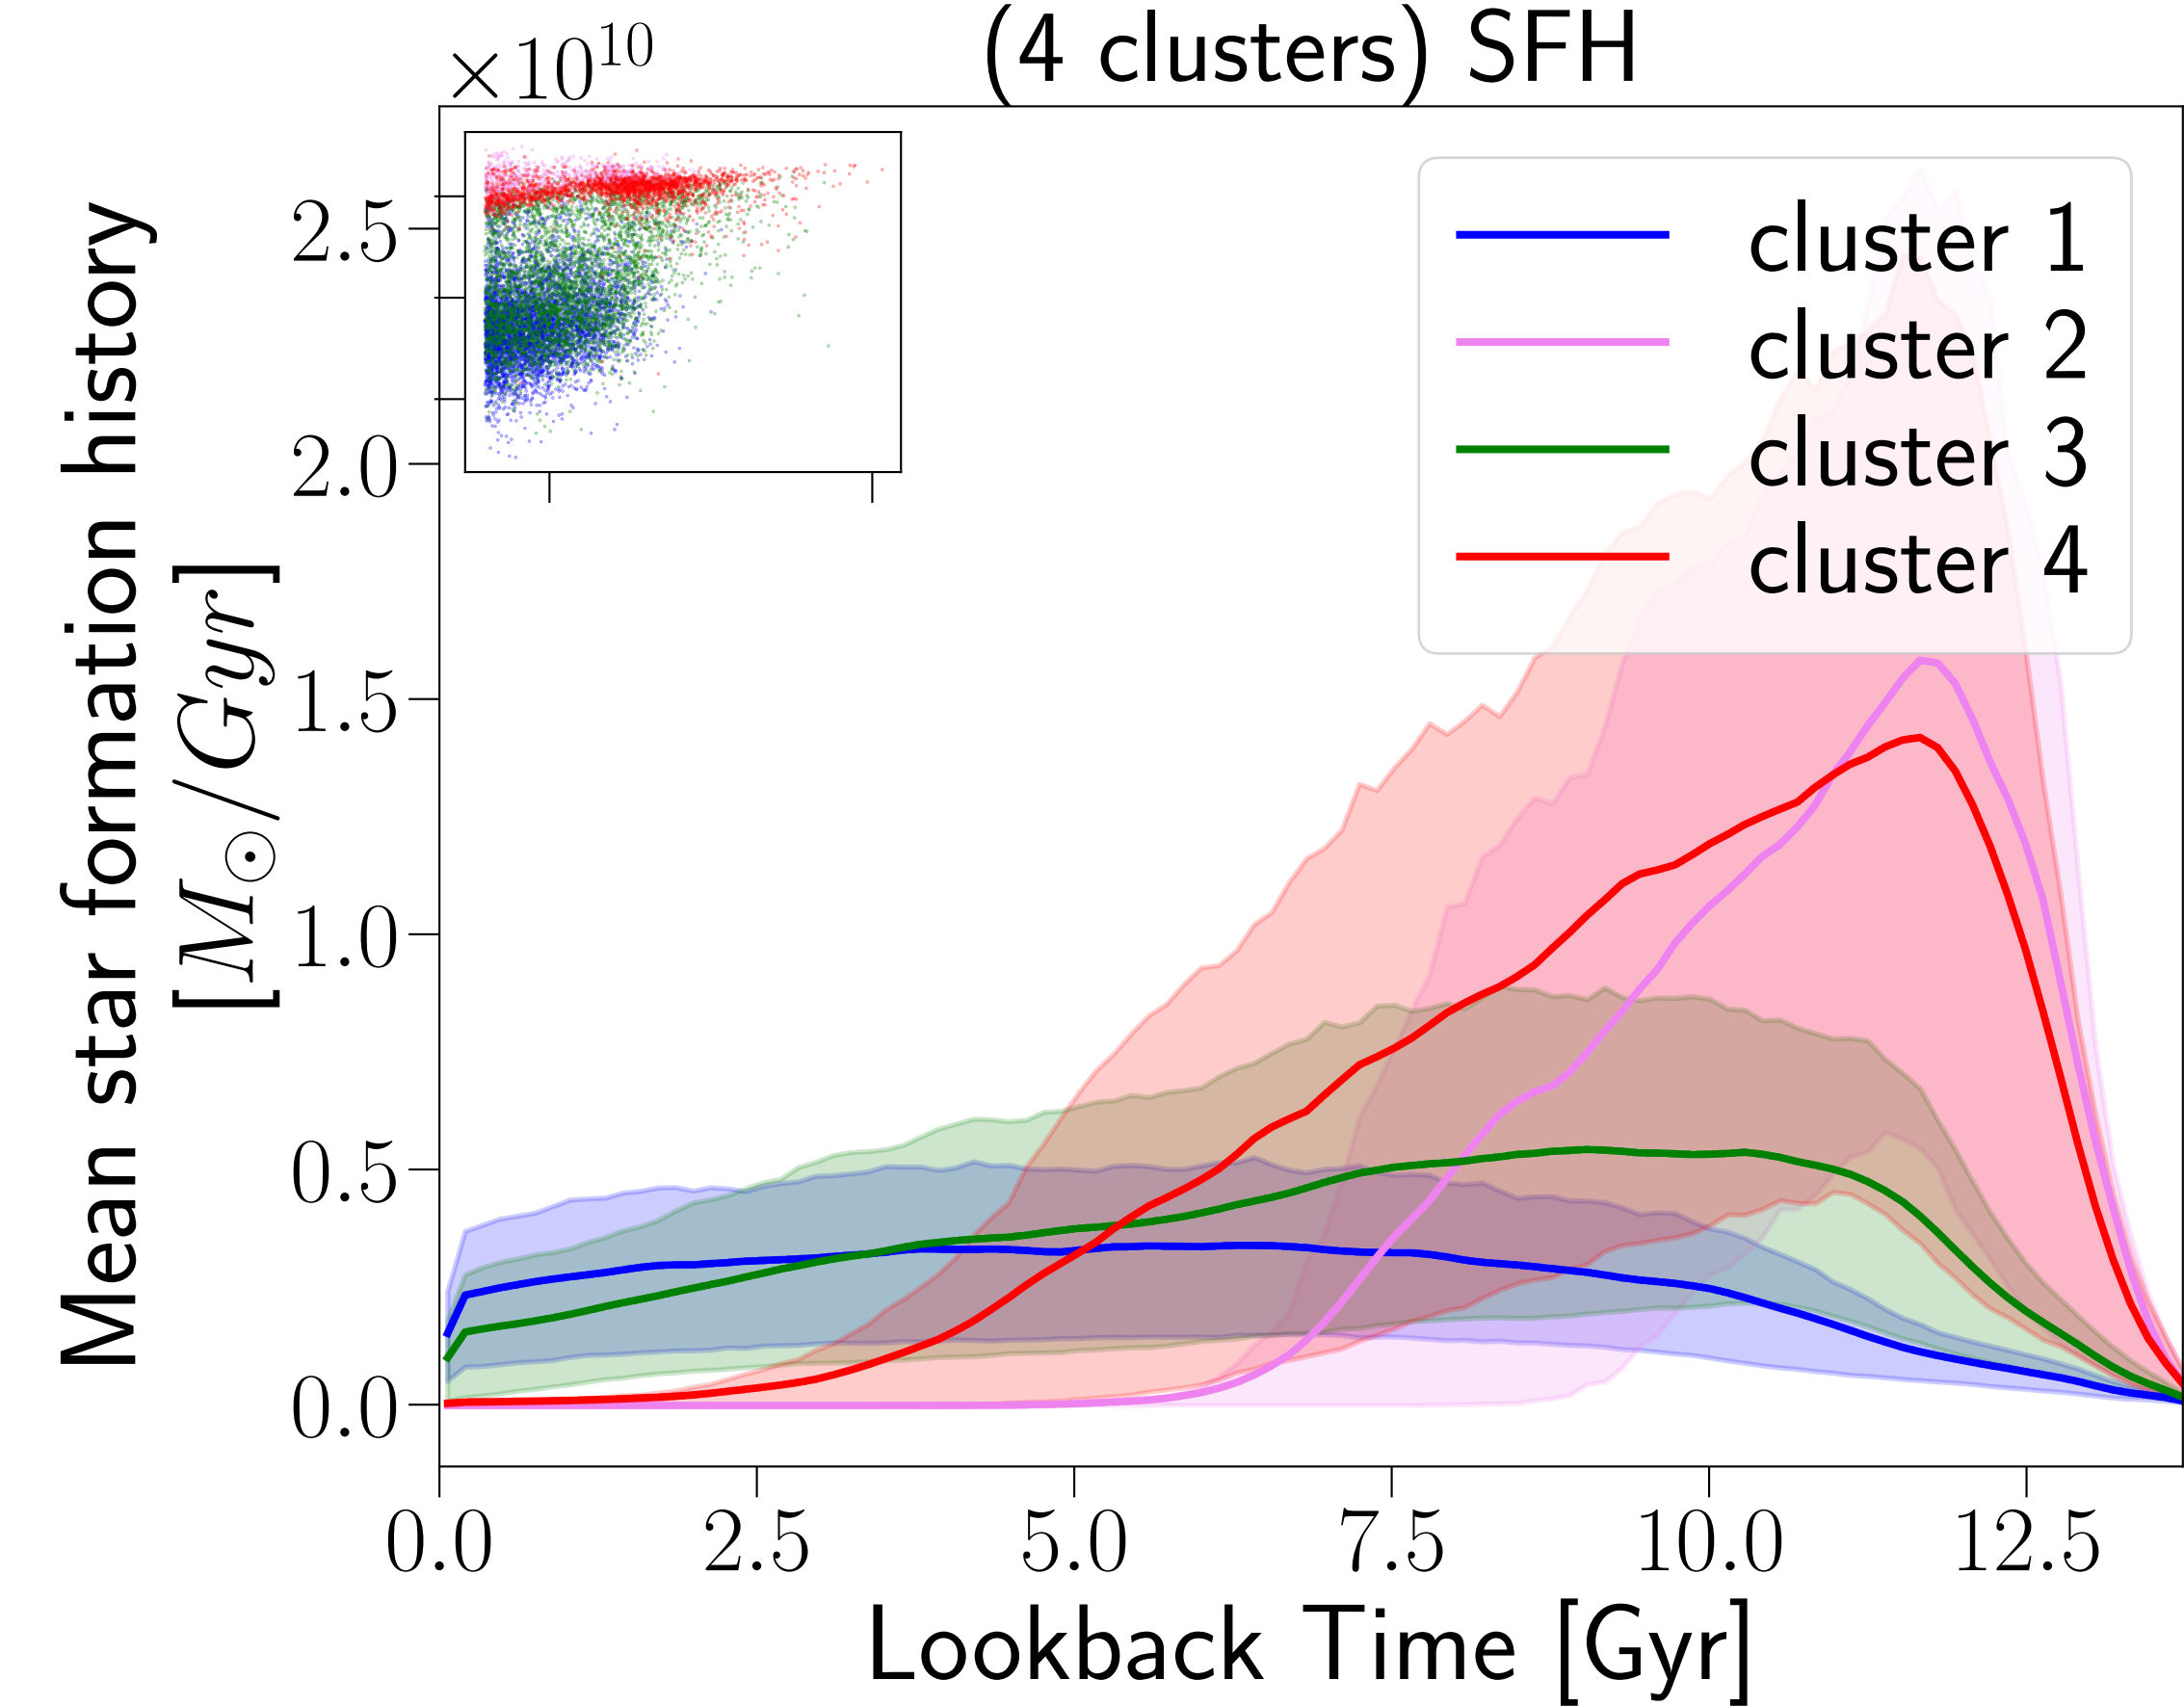 (4 clusters) SFH
×10¹⁰
Mean star formation history
[M⊙/Gyr]
2.5
2.0
1.5
1.0
0.5
0.0
cluster 1
cluster 2
cluster 3
cluster 4
0.0 2.5 5.0 7.5 10.0 12.5
Lookback Time [Gyr]